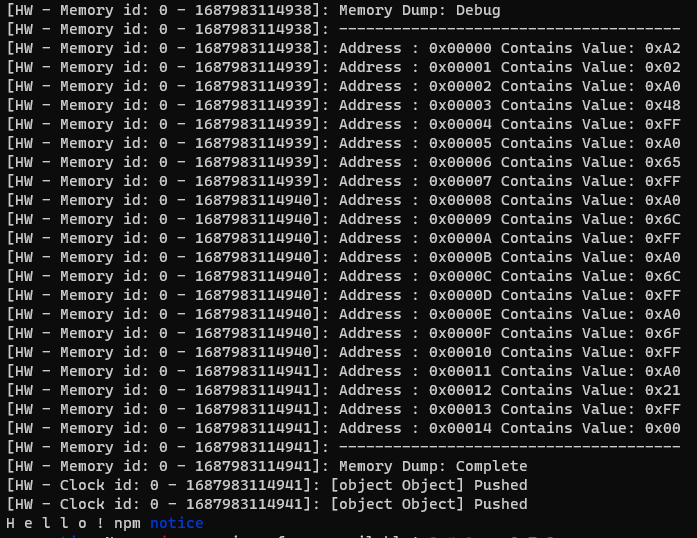 [HW - Memory id: 0 - 1687983114938]: Memory Dump: Debug
[HW - Memory id: 0 - 1687983114938]: --------------------------------------
[HW - Memory id: 0 - 1687983114938]: Address : 0x00000 Contains Value: 0xA2
[HW - Memory id: 0 - 1687983114939]: Address : 0x00001 Contains Value: 0x02
[HW - Memory id: 0 - 1687983114939]: Address : 0x00002 Contains Value: 0xA0
[HW - Memory id: 0 - 1687983114939]: Address : 0x00003 Contains Value: 0x48
[HW - Memory id: 0 - 1687983114939]: Address : 0x00004 Contains Value: 0xFF
[HW - Memory id: 0 - 1687983114939]: Address : 0x00005 Contains Value: 0xA0
[HW - Memory id: 0 - 1687983114939]: Address : 0x00006 Contains Value: 0x65
[HW - Memory id: 0 - 1687983114939]: Address : 0x00007 Contains Value: 0xFF
[HW - Memory id: 0 - 1687983114940]: Address : 0x00008 Contains Value: 0xA0
[HW - Memory id: 0 - 1687983114940]: Address : 0x00009 Contains Value: 0x6C
[HW - Memory id: 0 - 1687983114940]: Address : 0x0000A Contains Value: 0xFF
[HW - Memory id: 0 - 1687983114940]: Address : 0x0000B Contains Value: 0xA0
[HW - Memory id: 0 - 1687983114940]: Address : 0x0000C Contains Value: 0x6C
[HW - Memory id: 0 - 1687983114940]: Address : 0x0000D Contains Value: 0xFF
[HW - Memory id: 0 - 1687983114940]: Address : 0x0000E Contains Value: 0xA0
[HW - Memory id: 0 - 1687983114940]: Address : 0x0000F Contains Value: 0x6F
[HW - Memory id: 0 - 1687983114940]: Address : 0x00010 Contains Value: 0xFF
[HW - Memory id: 0 - 1687983114941]: Address : 0x00011 Contains Value: 0xA0
[HW - Memory id: 0 - 1687983114941]: Address : 0x00012 Contains Value: 0x21
[HW - Memory id: 0 - 1687983114941]: Address : 0x00013 Contains Value: 0xFF
[HW - Memory id: 0 - 1687983114941]: Address : 0x00014 Contains Value: 0x00
[HW - Memory id: 0 - 1687983114941]: --------------------------------------
[HW - Memory id: 0 - 1687983114941]: Memory Dump: Complete
[HW - Clock id: 0 - 1687983114941]: [object Object] Pushed
[HW - Clock id: 0 - 1687983114941]: [object Object] Pushed
H e l l o ! npm notice